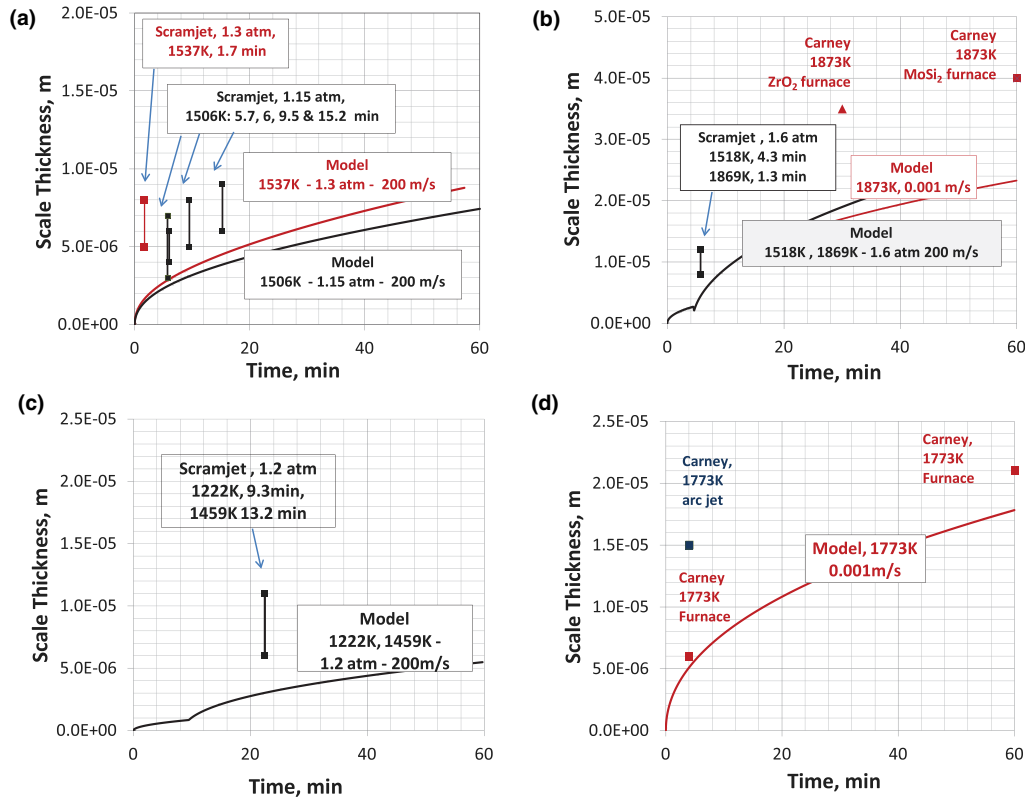 (a)
2.0E-05
1.5E-05
1.0E-05
5.0E-06
0.0E+00
Scale Thickness, m
Scramjet, 1.3 atm,
1537K, 1.7 min
Scramjet, 1.15 atm,
1506K: 5.7, 6, 9.5 & 15.2 min
Model
1537K - 1.3 atm - 200 m/s
Model
1506K - 1.15 atm - 200 m/s
0
20
40
60
Time, min
(b)
5.0E-05
4.0E-05
3.0E-05
2.0E-05
1.0E-05
0.0E+00
Scale Thickness, m
Carney
1873K
ZrO₂ furnace
Carney
1873K
MoSi₂ furnace
Scramjet , 1.6 atm
1518K, 4.3 min
1869K, 1.3 min
Model
1873K, 0.001 m/s
Model
1518K , 1869K - 1.6 atm 200 m/s
0
20
40
60
Time, min
(c)
2.5E-05
2.0E-05
1.5E-05
1.0E-05
5.0E-06
0.0E+00
Scale Thickness, m
Scramjet , 1.2 atm
1222K, 9.3min,
1459K 13.2 min
Model
1222K, 1459K -
1.2 atm - 200m/s
0
20
40
60
Time, min
(d)
2.5E-05
2.0E-05
1.5E-05
1.0E-05
5.0E-06
0.0E+00
Scale Thickness, m
Carney,
1773K
arc jet
Carney,
1773K
Furnace
Model, 1773K
0.001m/s
Carney
1773K
Furnace
0
20
40
60
Time, min